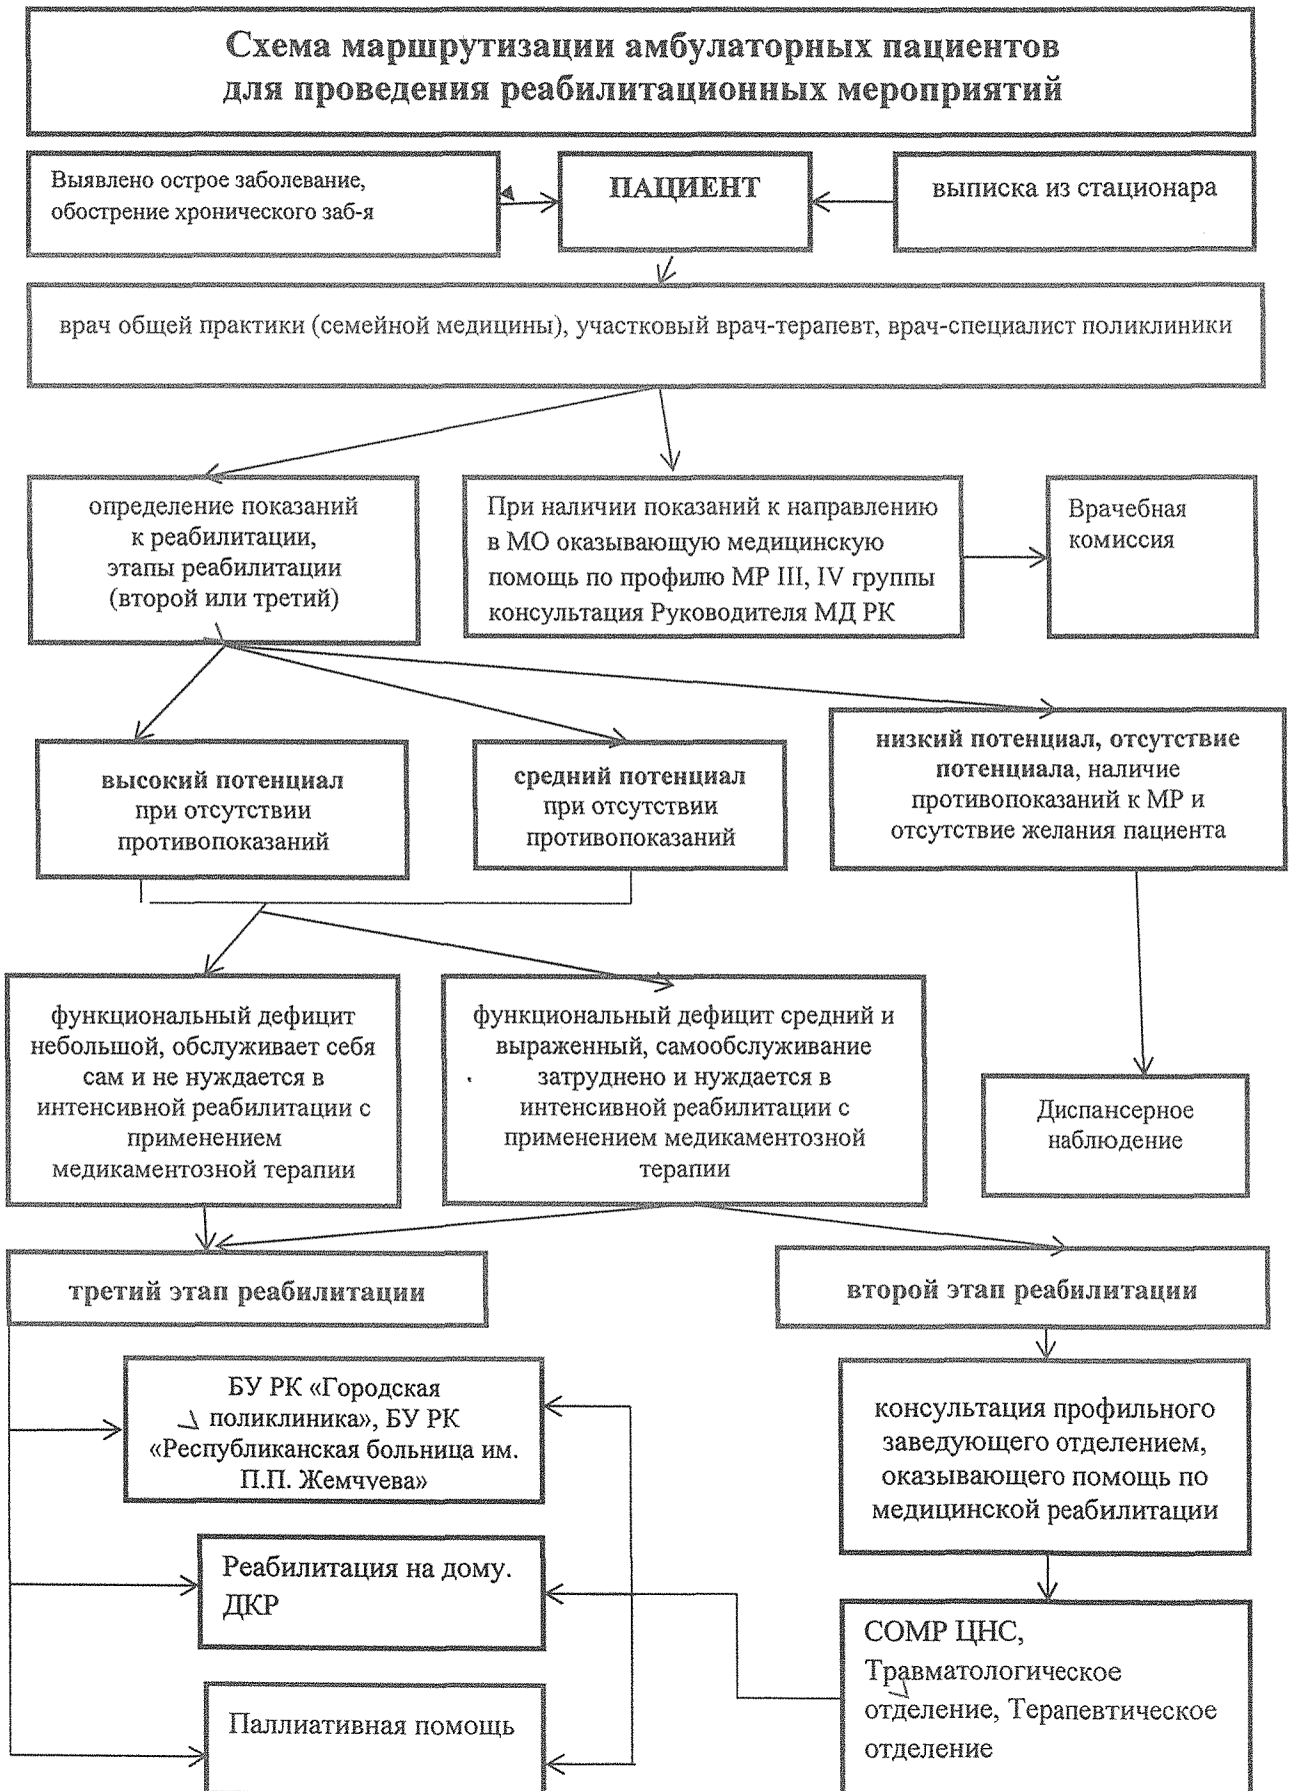 Схема маршрутизации амбулаторных пациентов
для проведения реабилитационных мероприятий
Выявлено острое заболевание,
обострение хронического заб-я
ПАЦИЕНТ
выписка из стационара
врач общей практики (семейной медицины), участковый врач-терапевт, врач-специалист поликлиники
определение показаний
к реабилитации,
этапы реабилитации
(второй или третий)
При наличии показаний к направлению
в МО оказывающую медицинскую
помощь по профилю МР III, IV группы
консультация Руководителя МД РК
Врачебная
комиссия
высокий потенциал
при отсутствии
противопоказаний
средний потенциал
при отсутствии
противопоказаний
низкий потенциал, отсутствие
потенциала, наличие
противопоказаний к МР и
отсутствие желания пациента
функциональный дефицит
небольшой, обслуживает себя
сам и не нуждается в
интенсивной реабилитации с
применением
медикаментозной терапии
функциональный дефицит средний и
выраженный, самообслуживание
затруднено и нуждается в
интенсивной реабилитации с
применением медикаментозной
терапии
Диспансерное
наблюдение
третий этап реабилитации
второй этап реабилитации
БУ РК «Городская
поликлиника», БУ РК
«Республиканская больница им.
П.П. Жемчуева»
консультация профильного
заведующего отделением,
оказывающего помощь по
медицинской реабилитации
Реабилитация на дому.
ДКР
СОМР ЦНС,
Травматологическое
отделение, Терапевтическое
отделение
Паллиативная помощь